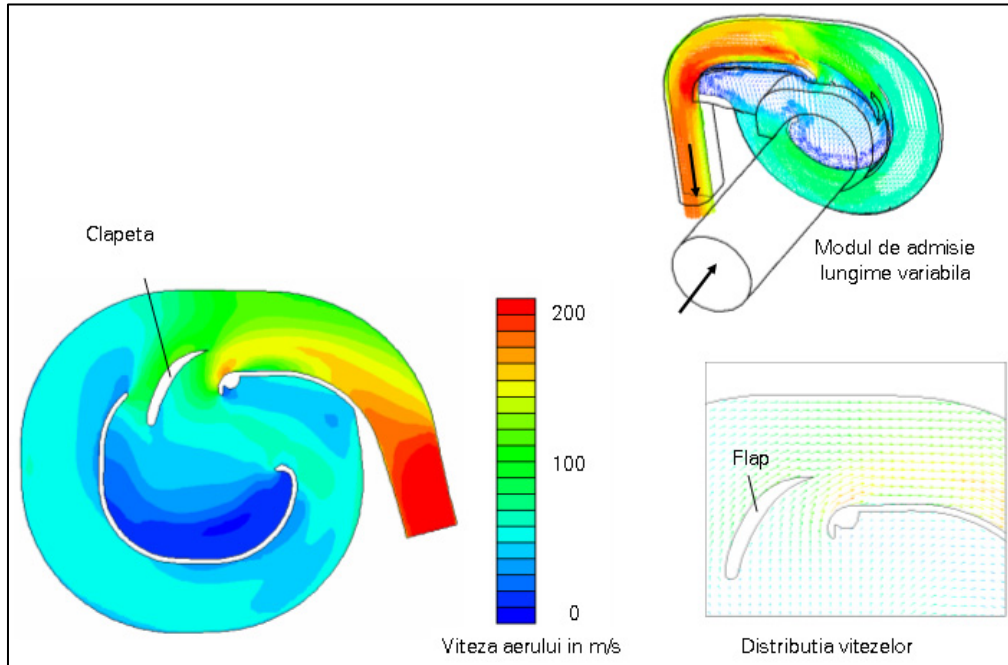 Clapeta
Modul de admisie
lungime variabila
200
100
0
Viteza aerului in m/s
Flap
Distributia vitezelor